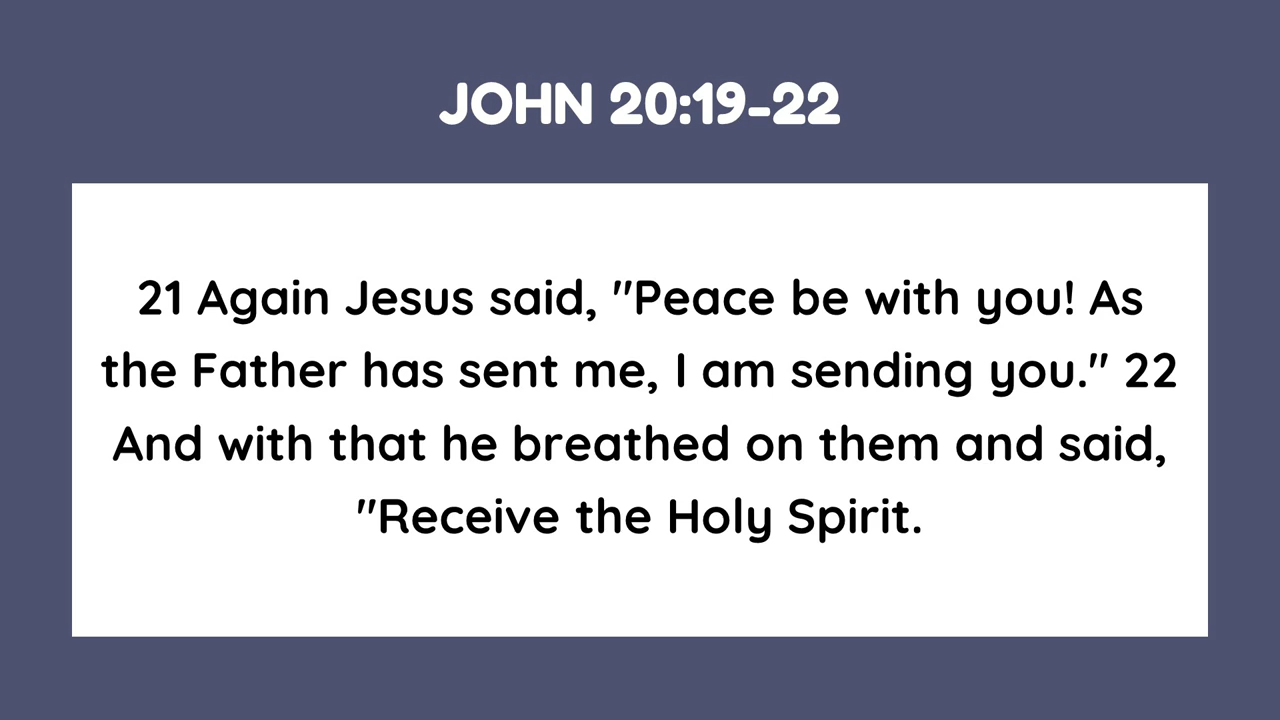 JOHN 20:19-22
21 Again Jesus said, "Peace be with you! As
the Father has sent me, I am sending you." 22
And with that he breathed on them and said,
"Receive the Holy Spirit.